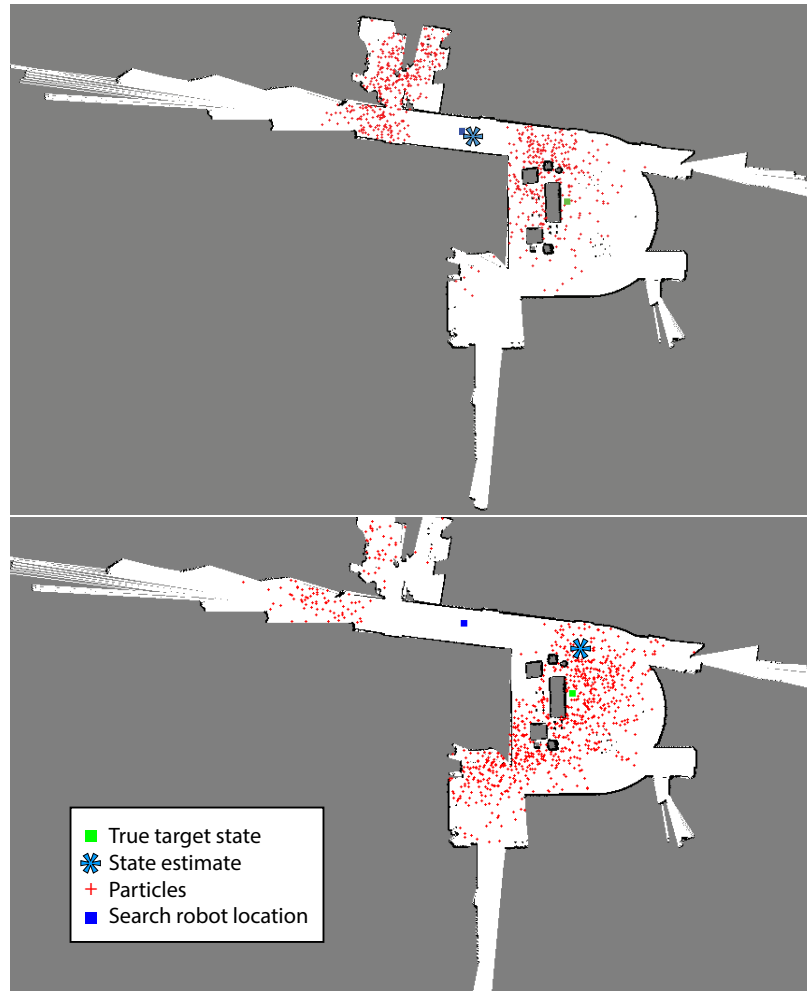 True target state
State estimate
Particles
Search robot location